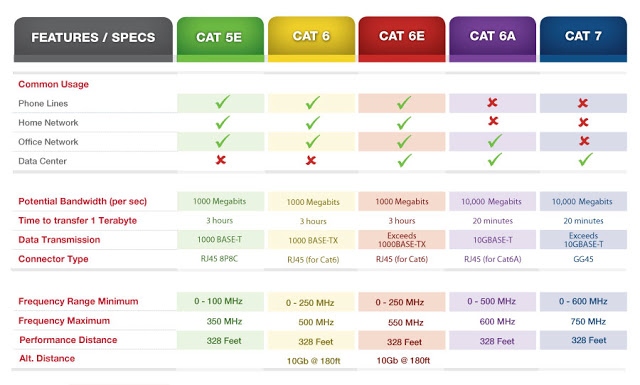 FEATURES / SPECS CAT 5E CAT 6 CAT 6E CAT 6A CAT 7
Common Usage
Phone Lines
Home Network
Office Network
Data Center
Potential Bandwidth (per sec) 1000 Megabits 1000 Megabits 1000 Megabits 10,000 Megabits 10,000 Megabits
Time to transfer 1 Terabyte 3 hours 3 hours 3 hours 20 minutes 20 minutes
Data Transmission 1000 BASE-T 1000 BASE-TX Exceeds 1000BASE-TX 10GBASE-T Exceeds 10GBASE-T
Connector Type RJ45 8P8C RJ45 (for Cat6) RJ45 (for Cat6) RJ45 (for Cat6A) GG45
Frequency Range Minimum 0 - 100 MHz 0 - 250 MHz 0 - 250 MHz 0 - 500 MHz 0 - 600 MHz
Frequency Maximum 350 MHz 500 MHz 550 MHz 600 MHz 750 MHz
Performance Distance 328 Feet 328 Feet 328 Feet 328 Feet 328 Feet
Alt. Distance 10Gb @ 180ft 10Gb @ 180ft